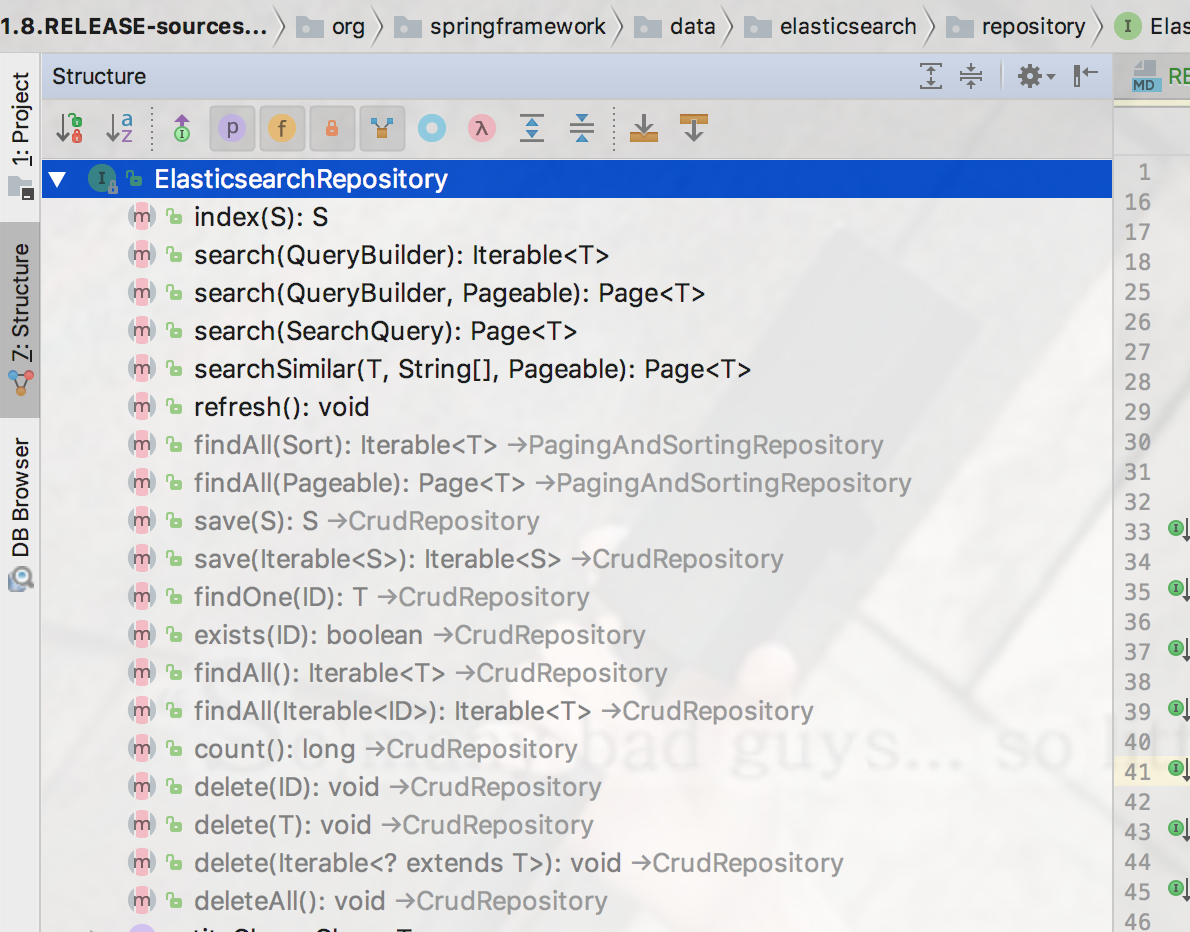 1.8.RELEASE-sources... org springframework data elasticsearch repository I Elas
Structure
MD RE
1: Project
7: Structure
DB Browser
a
z
I p f λ
I ElasticsearchRepository
m index(S): S
m search(QueryBuilder): Iterable<T>
m search(QueryBuilder, Pageable): Page<T>
m search(SearchQuery): Page<T>
m searchSimilar(T, String[], Pageable): Page<T>
m refresh(): void
m findAll(Sort): Iterable<T> →PagingAndSortingRepository
m findAll(Pageable): Page<T> →PagingAndSortingRepository
m save(S): S →CrudRepository
m save(Iterable<S>): Iterable<S> →CrudRepository
m findOne(ID): T →CrudRepository
m exists(ID): boolean →CrudRepository
m findAll(): Iterable<T> →CrudRepository
m findAll(Iterable<ID>): Iterable<T> →CrudRepository
m count(): long →CrudRepository
m delete(ID): void →CrudRepository
m delete(T): void →CrudRepository
m delete(Iterable<? extends T>): void →CrudRepository
m deleteAll(): void →CrudRepository
many bad guys... so
1
16
17
18
25
26
27
28
29
30
31
32
33 I
34
35 I
36
37 I
38
39 I
40
41 I
42
43 I
44
45 I
46